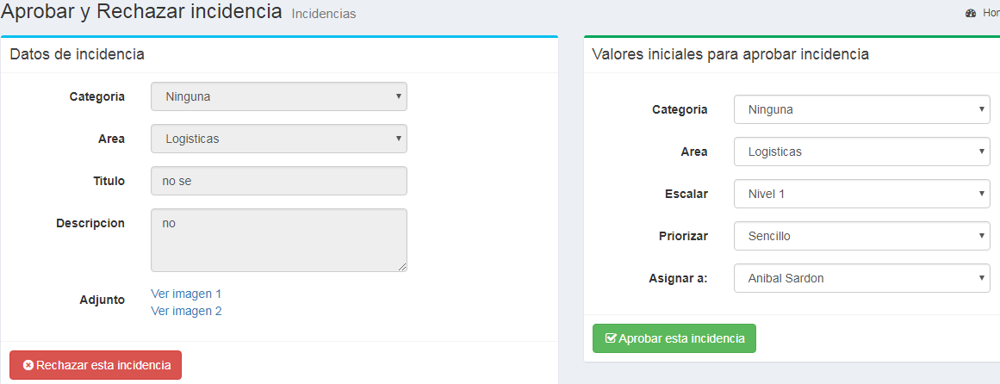 Aprobar y Rechazar incidencia Incidencias
Hor
Datos de incidencia
Categoria Ninguna
Area Logisticas
Titulo no se
Descripcion no
Adjunto Ver imagen 1
Ver imagen 2
Rechazar esta incidencia
Valores iniciales para aprobar incidencia
Categoria Ninguna
Area Logisticas
Escalar Nivel 1
Priorizar Sencillo
Asignar a: Anibal Sardon
Aprobar esta incidencia